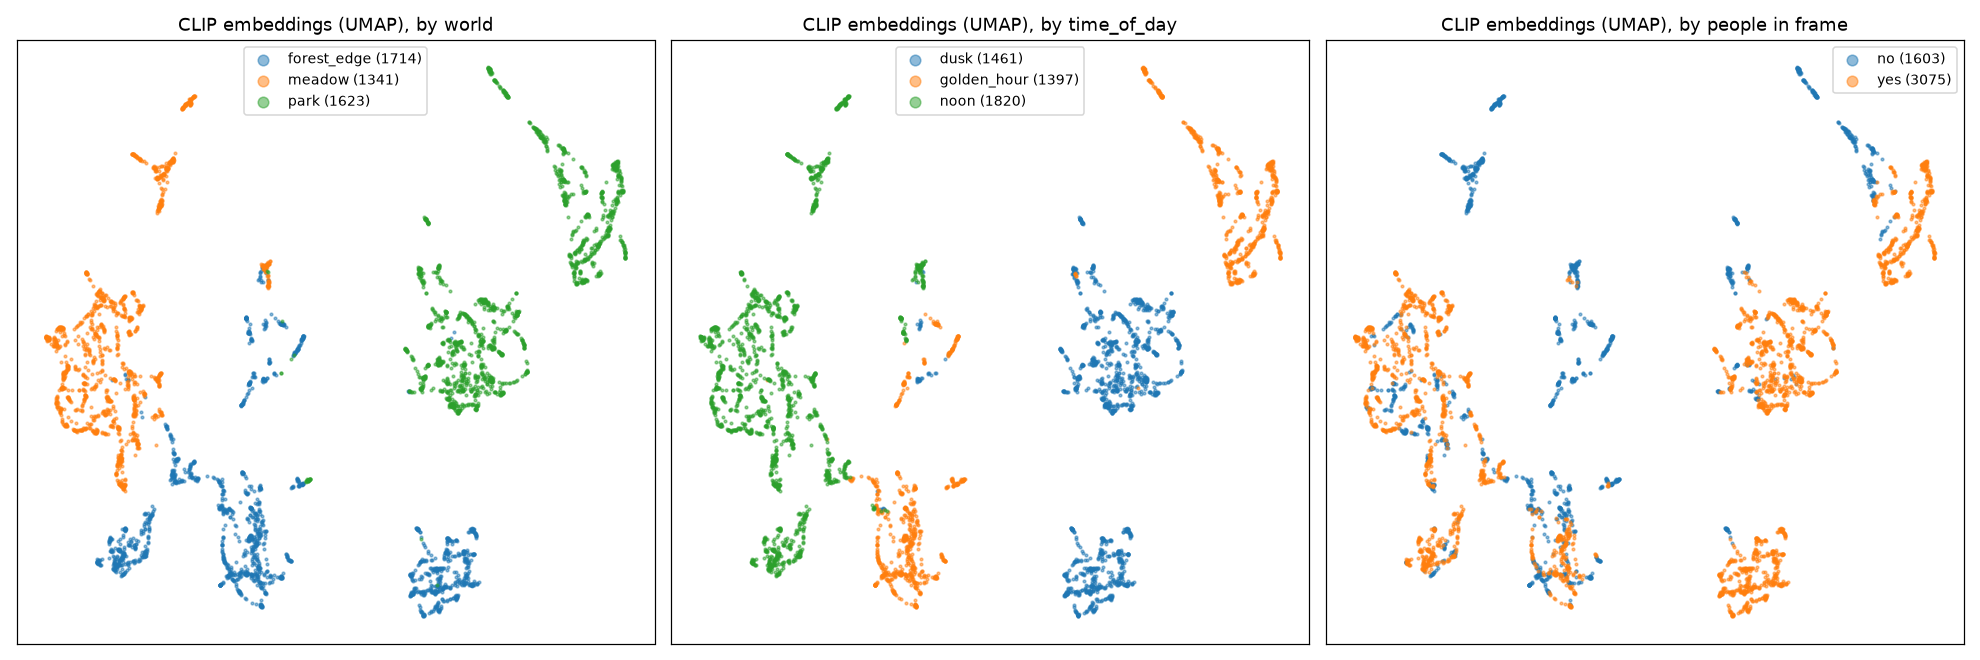 CLIP embeddings (UMAP), by world
forest_edge (1714)
meadow (1341)
park (1623)
CLIP embeddings (UMAP), by time_of_day
dusk (1461)
golden_hour (1397)
noon (1820)
CLIP embeddings (UMAP), by people in frame
no (1603)
yes (3075)